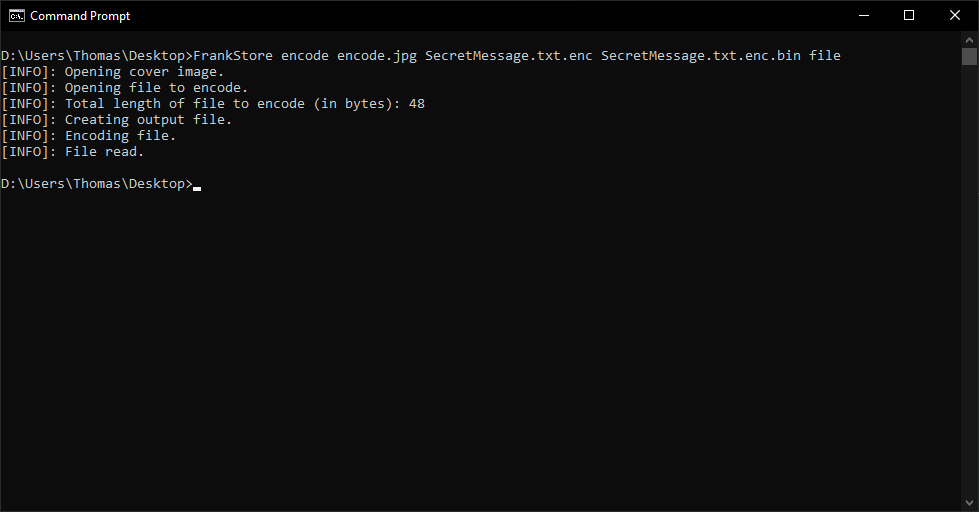 Command Prompt
D:\Users\Thomas\Desktop>FrankStore encode encode.jpg SecretMessage.txt.enc SecretMessage.txt.enc.bin file
[INFO]: Opening cover image.
[INFO]: Opening file to encode.
[INFO]: Total length of file to encode (in bytes): 48
[INFO]: Creating output file.
[INFO]: Encoding file.
[INFO]: File read.
D:\Users\Thomas\Desktop>